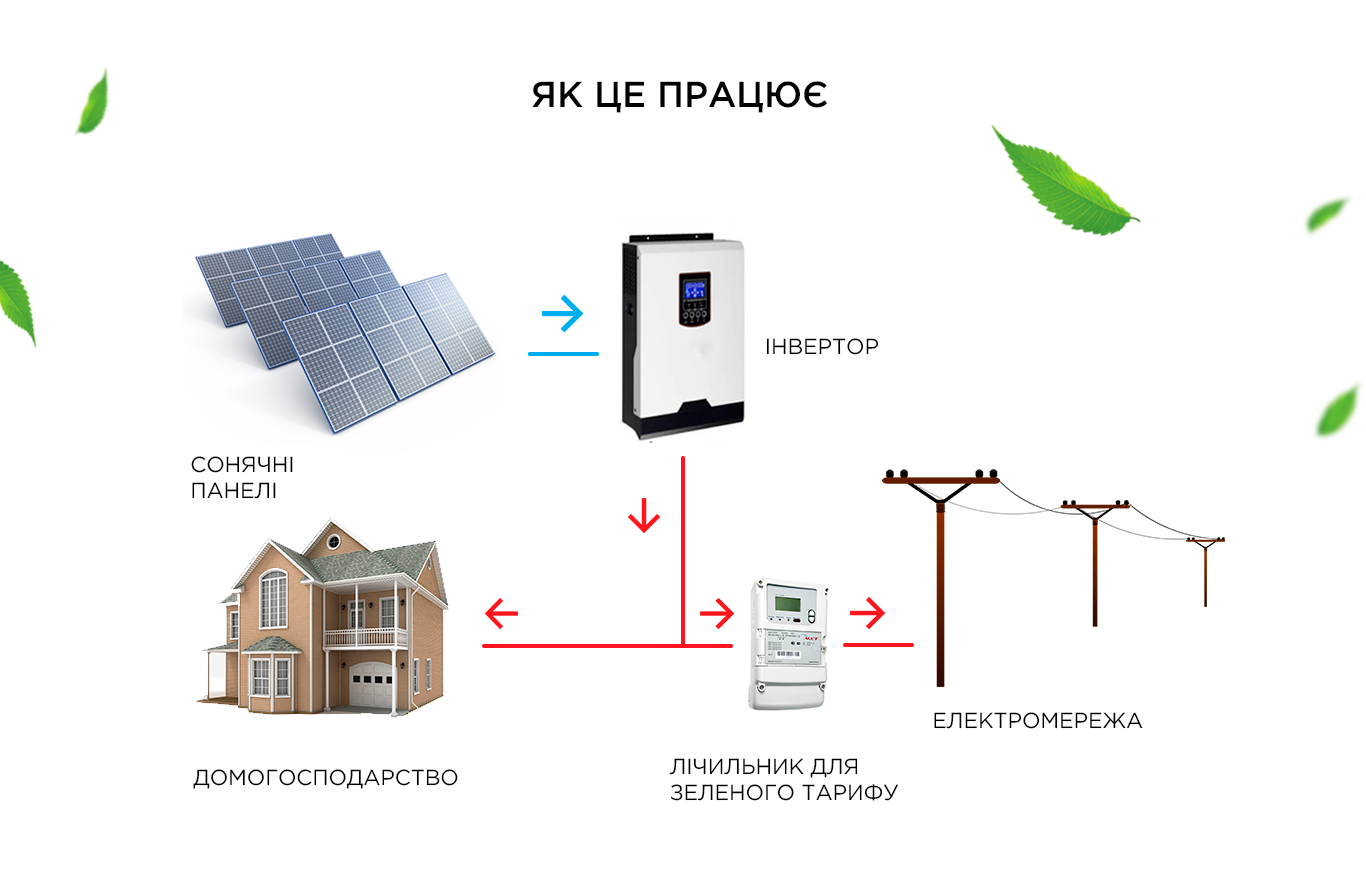 ЯК ЦЕ ПРАЦЮЄ
ІНВЕРТОР
СОНЯЧНІ
ПАНЕЛІ
ЕЛЕКТРОМЕРЕЖА
ДОМОГОСПОДАРСТВО
ЛІЧИЛЬНИК ДЛЯ
ЗЕЛЕНОГО ТАРИФУ